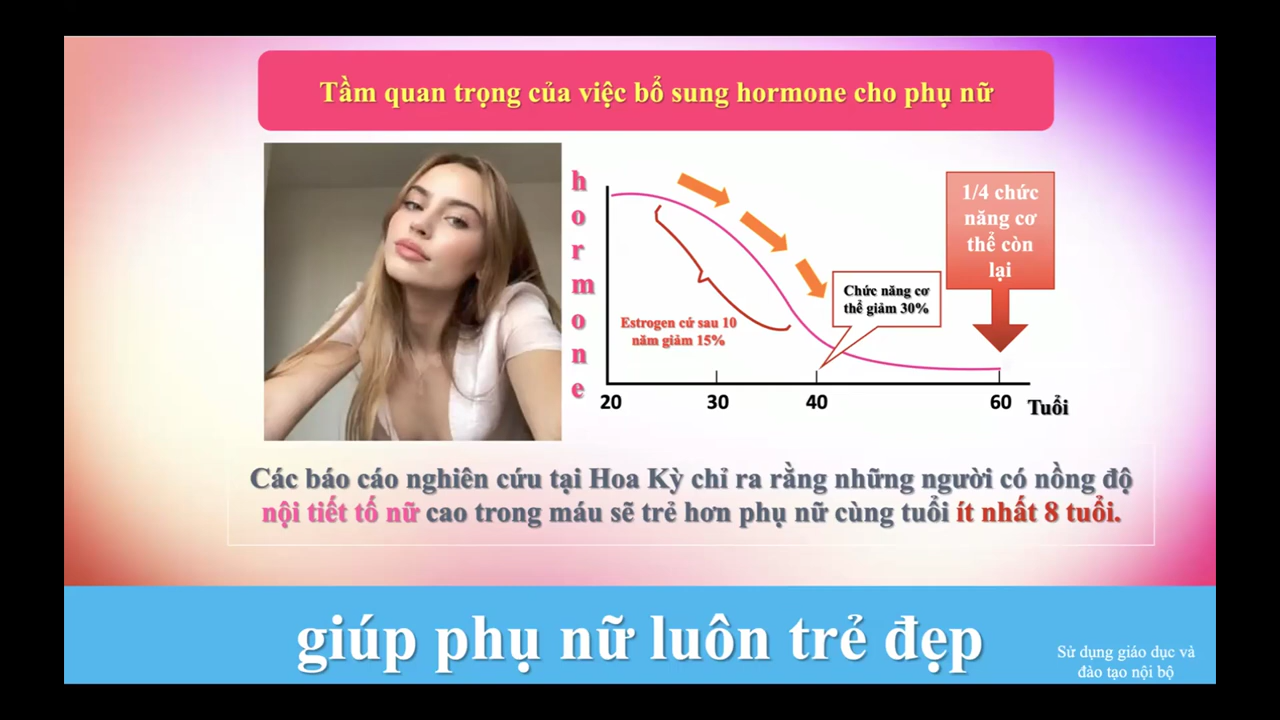 Tầm quan trọng của việc bổ sung hormone cho phụ nữ
hormone
1/4 chức
năng cơ
thể còn
lại
Chức năng cơ
thể giảm 30%
Estrogen cứ sau 10
năm giảm 15%
20 30 40 60 Tuổi
Các báo cáo nghiên cứu tại Hoa Kỳ chỉ ra rằng những người có nồng độ
nội tiết tố nữ cao trong máu sẽ trẻ hơn phụ nữ cùng tuổi ít nhất 8 tuổi.
giúp phụ nữ luôn trẻ đẹp
Sử dụng giáo dục và
đào tạo nội bộ